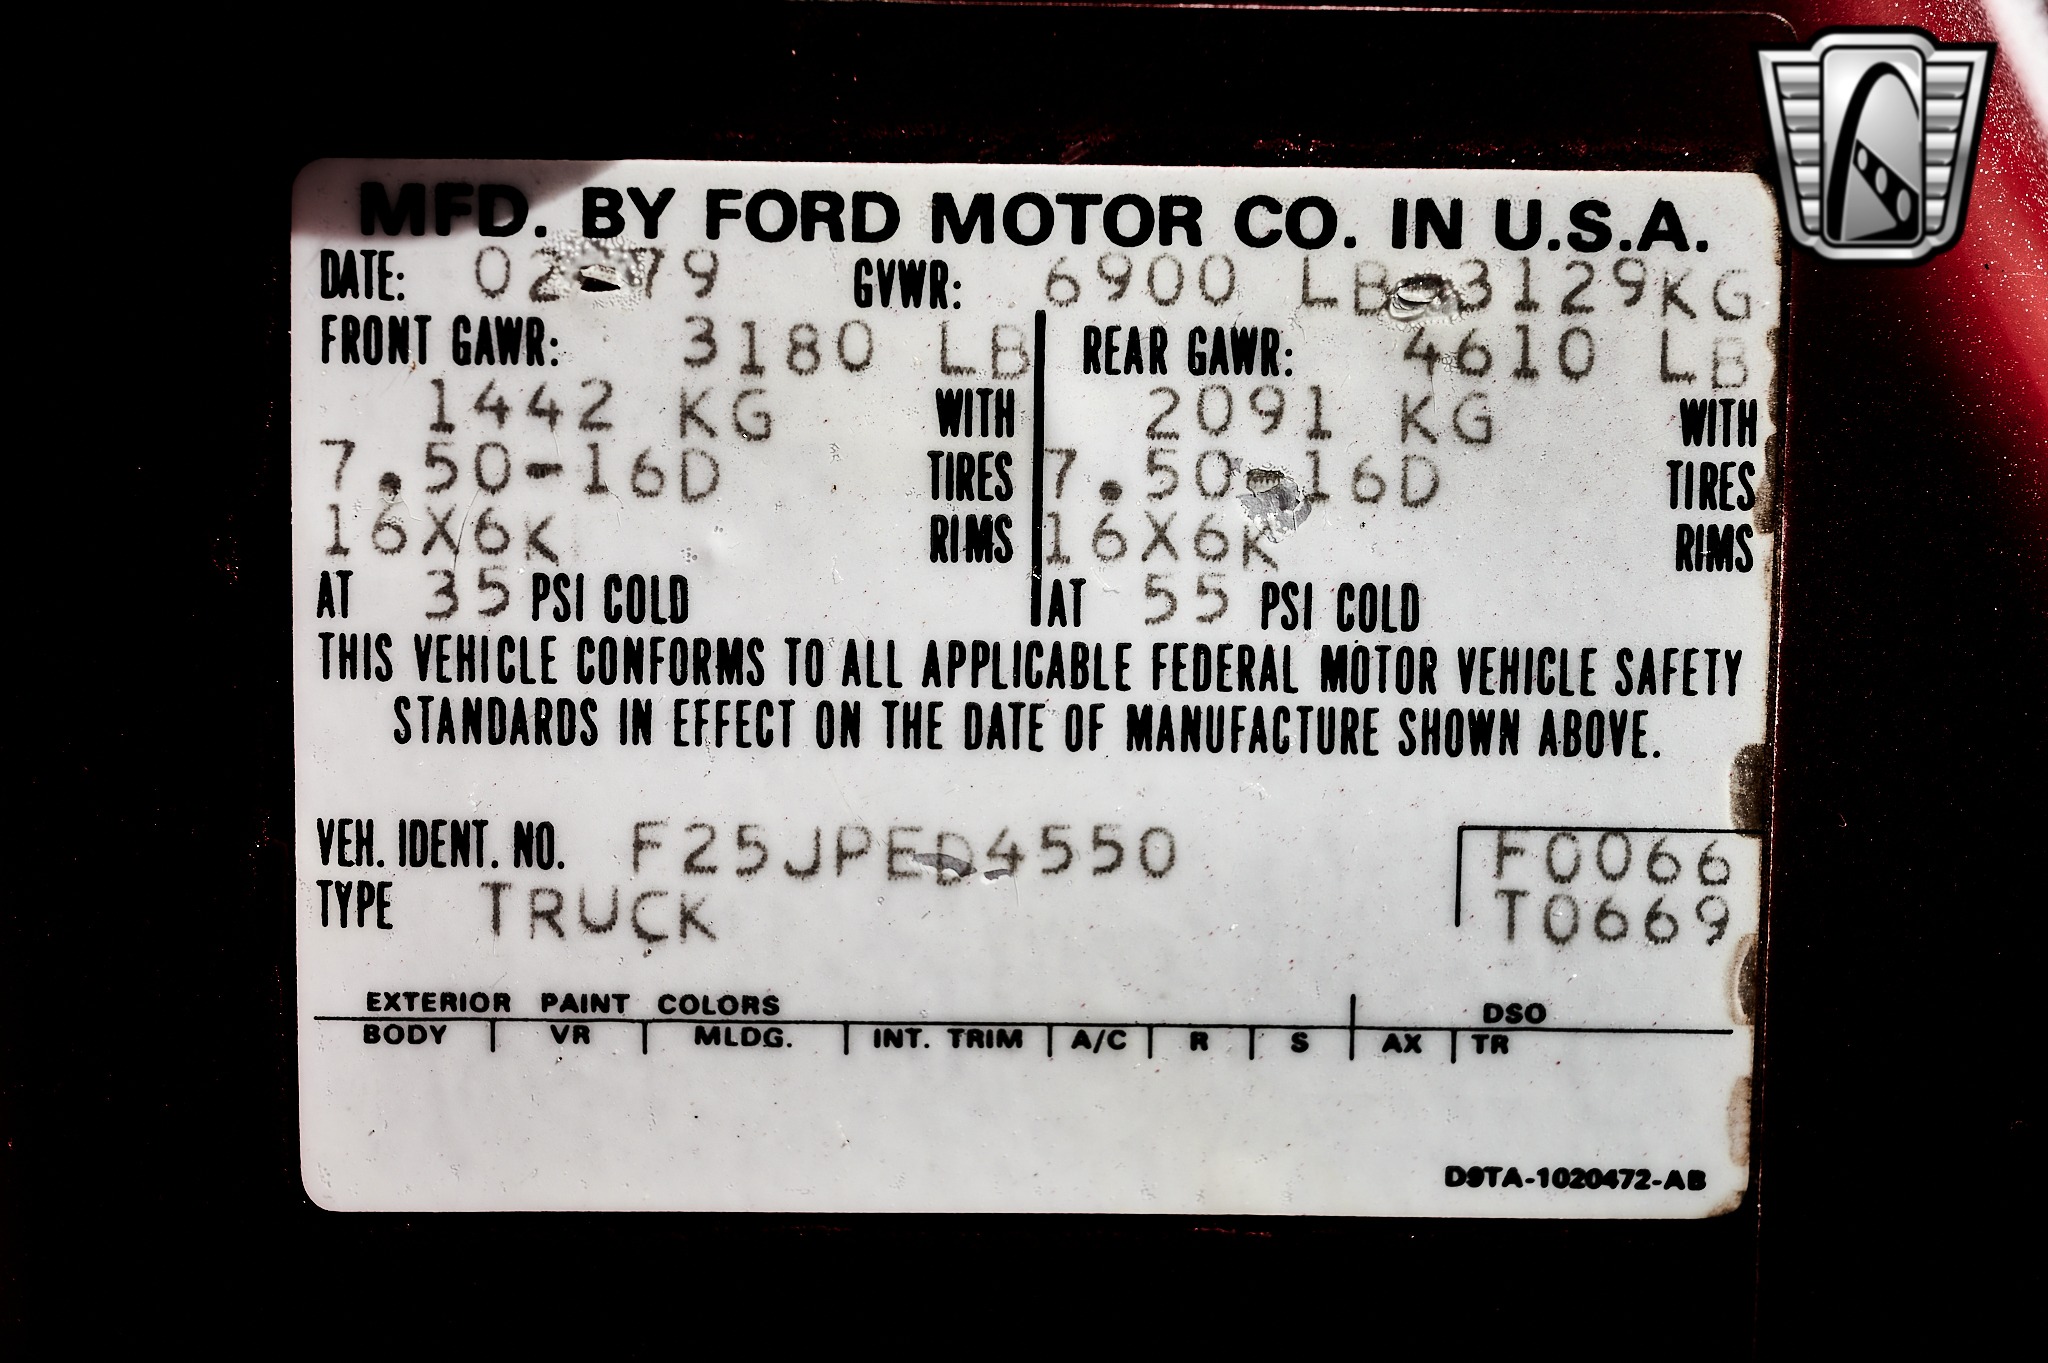 MFD. BY FORD MOTOR CO. IN U.S.A.
DATE: 02-79 GVWR: 6900 LB-3129KG
FRONT GAWR: 3180 LB REAR GAWR: 4610 LB
1442 KG WITH 2091 KG WITH
7.50-16D TIRES 7.50-16D TIRES
16X6K RIMS 16X6K RIMS
AT 35 PSI COLD AT 55 PSI COLD
THIS VEHICLE CONFORMS TO ALL APPLICABLE FEDERAL MOTOR VEHICLE SAFETY
STANDARDS IN EFFECT ON THE DATE OF MANUFACTURE SHOWN ABOVE.
VEH. IDENT. NO. F25JPED4550 F0066
TYPE TRUCK T0669
EXTERIOR PAINT COLORS DSO
BODY VR MLDG. INT. TRIM A/C R S AX TR
D9TA-1020472-AB